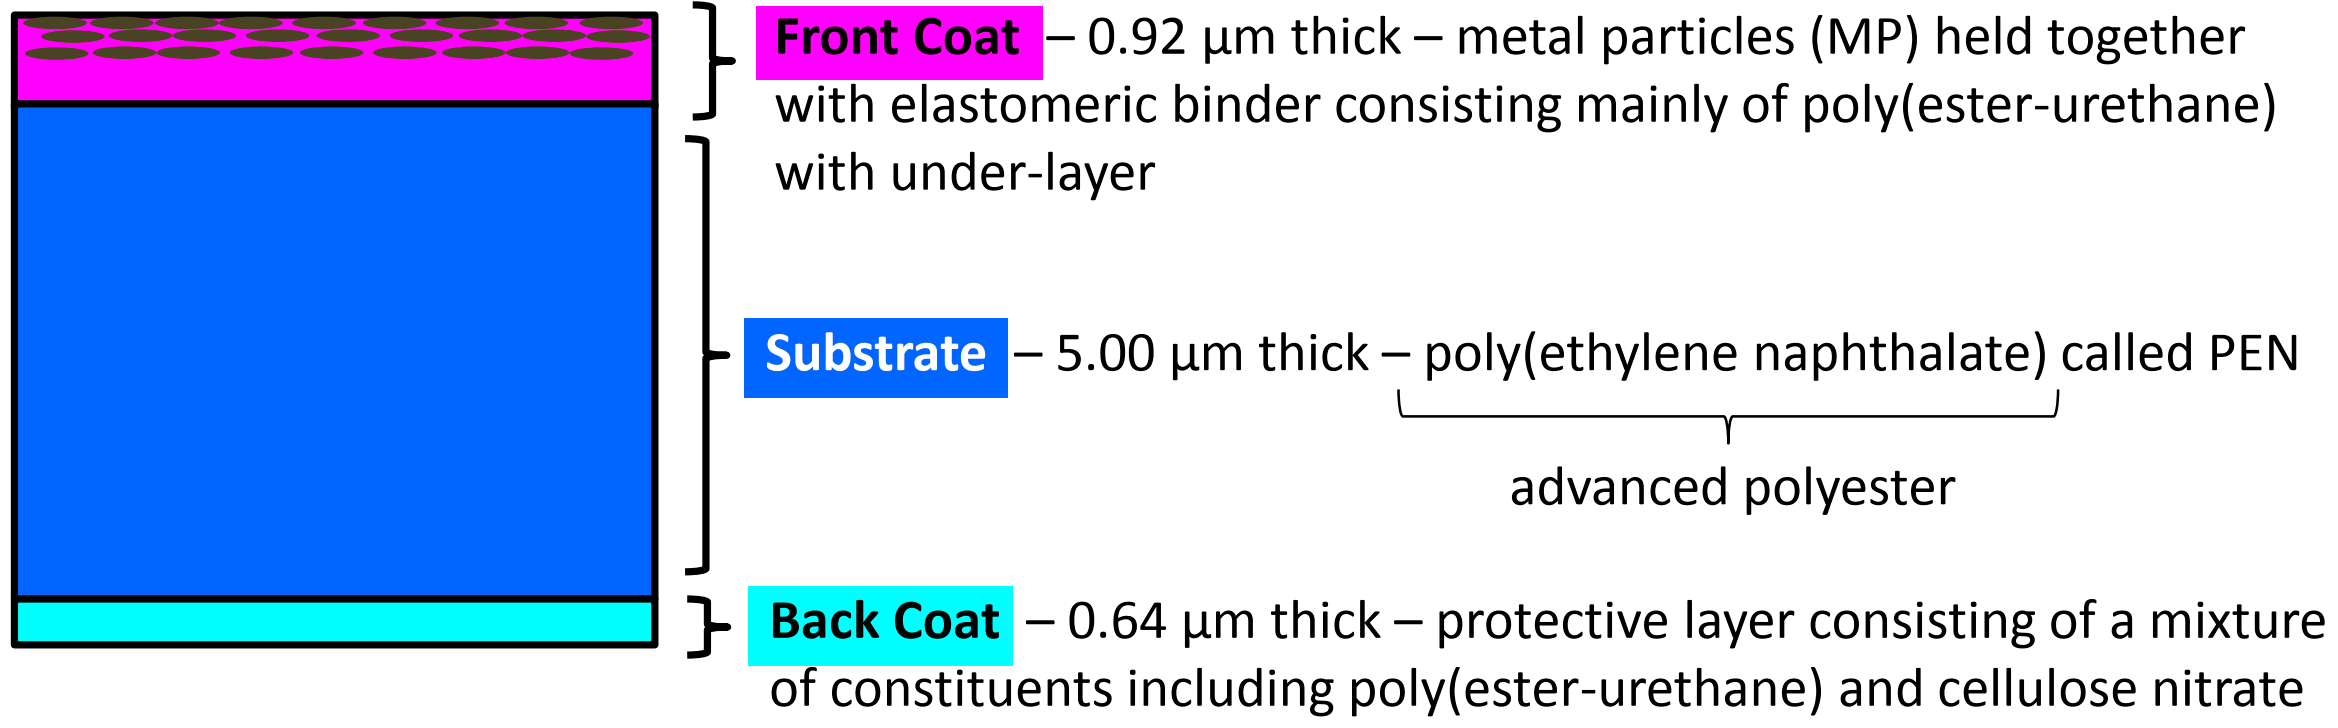 Front Coat – 0.92 µm thick – metal particles (MP) held together
with elastomeric binder consisting mainly of poly(ester-urethane)
with under-layer
Substrate – 5.00 µm thick – poly(ethylene naphthalate) called PEN
advanced polyester
Back Coat – 0.64 µm thick – protective layer consisting of a mixture
of constituents including poly(ester-urethane) and cellulose nitrate